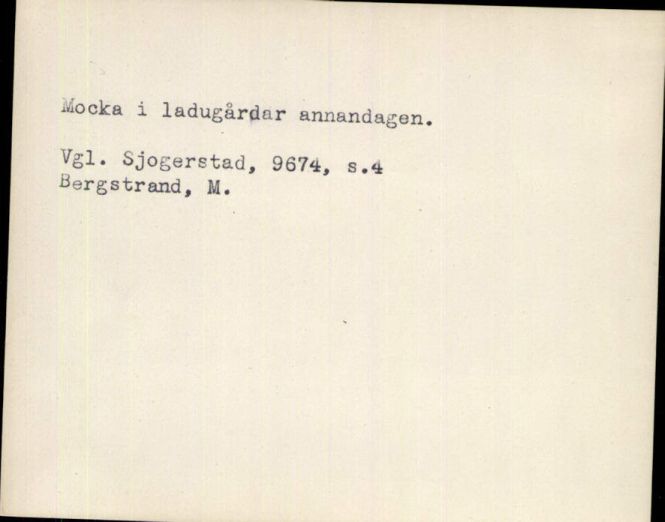 Mocka i ladugårdar annandagen.
Vgl. Sjogerstad, 9674, s.4
Bergstrand, M.